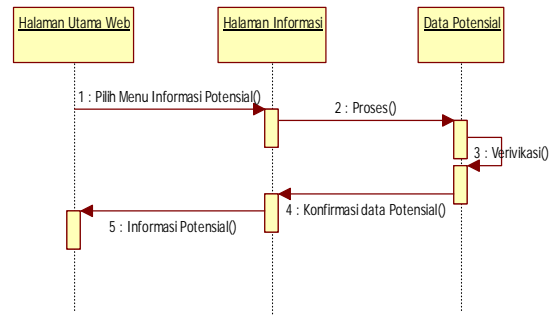 Halaman Utama Web
Halaman Informasi
Data Potensial
1 : Pilih Menu Informasi Potensial()
2 : Proses()
3 : Verivikasi()
4 : Konfirmasi data Potensial()
5 : Informasi Potensial()